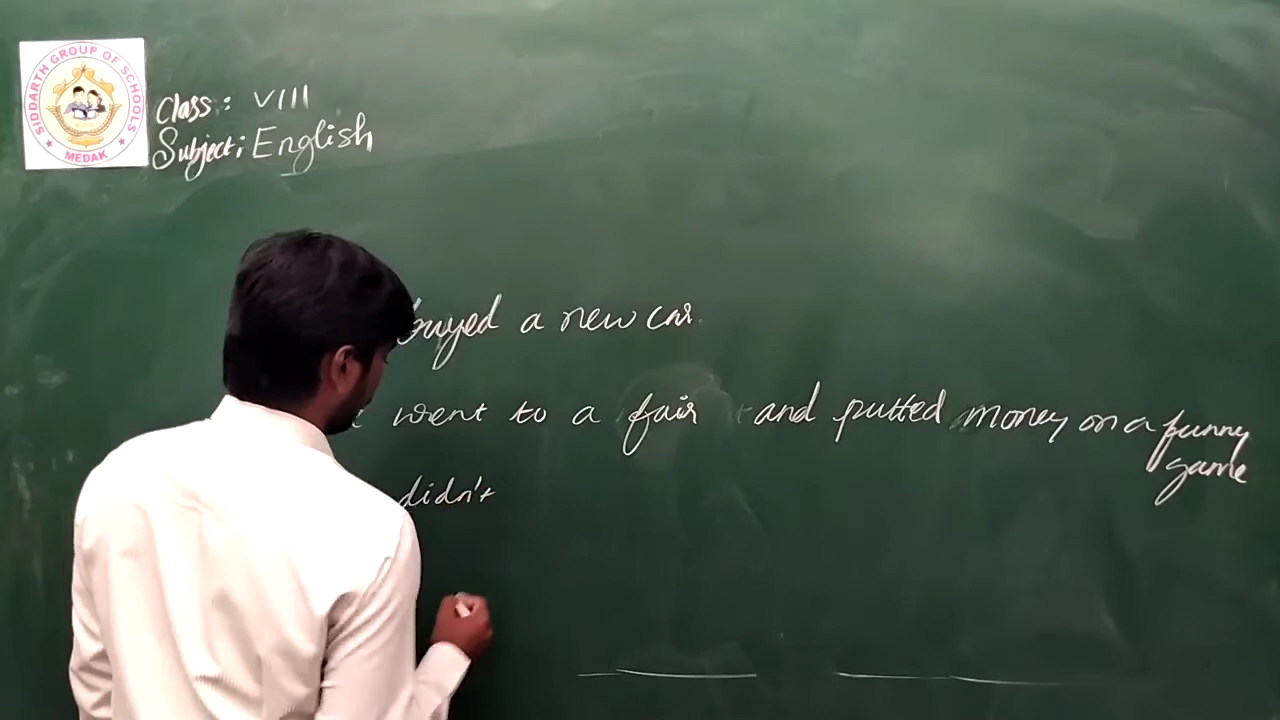 SIDDARTH GROUP OF SCHOOLS
MEDAK
Class: VIII
Subject: English
buyed a new car.
went to a fair and putted money on a funny
game
didn't